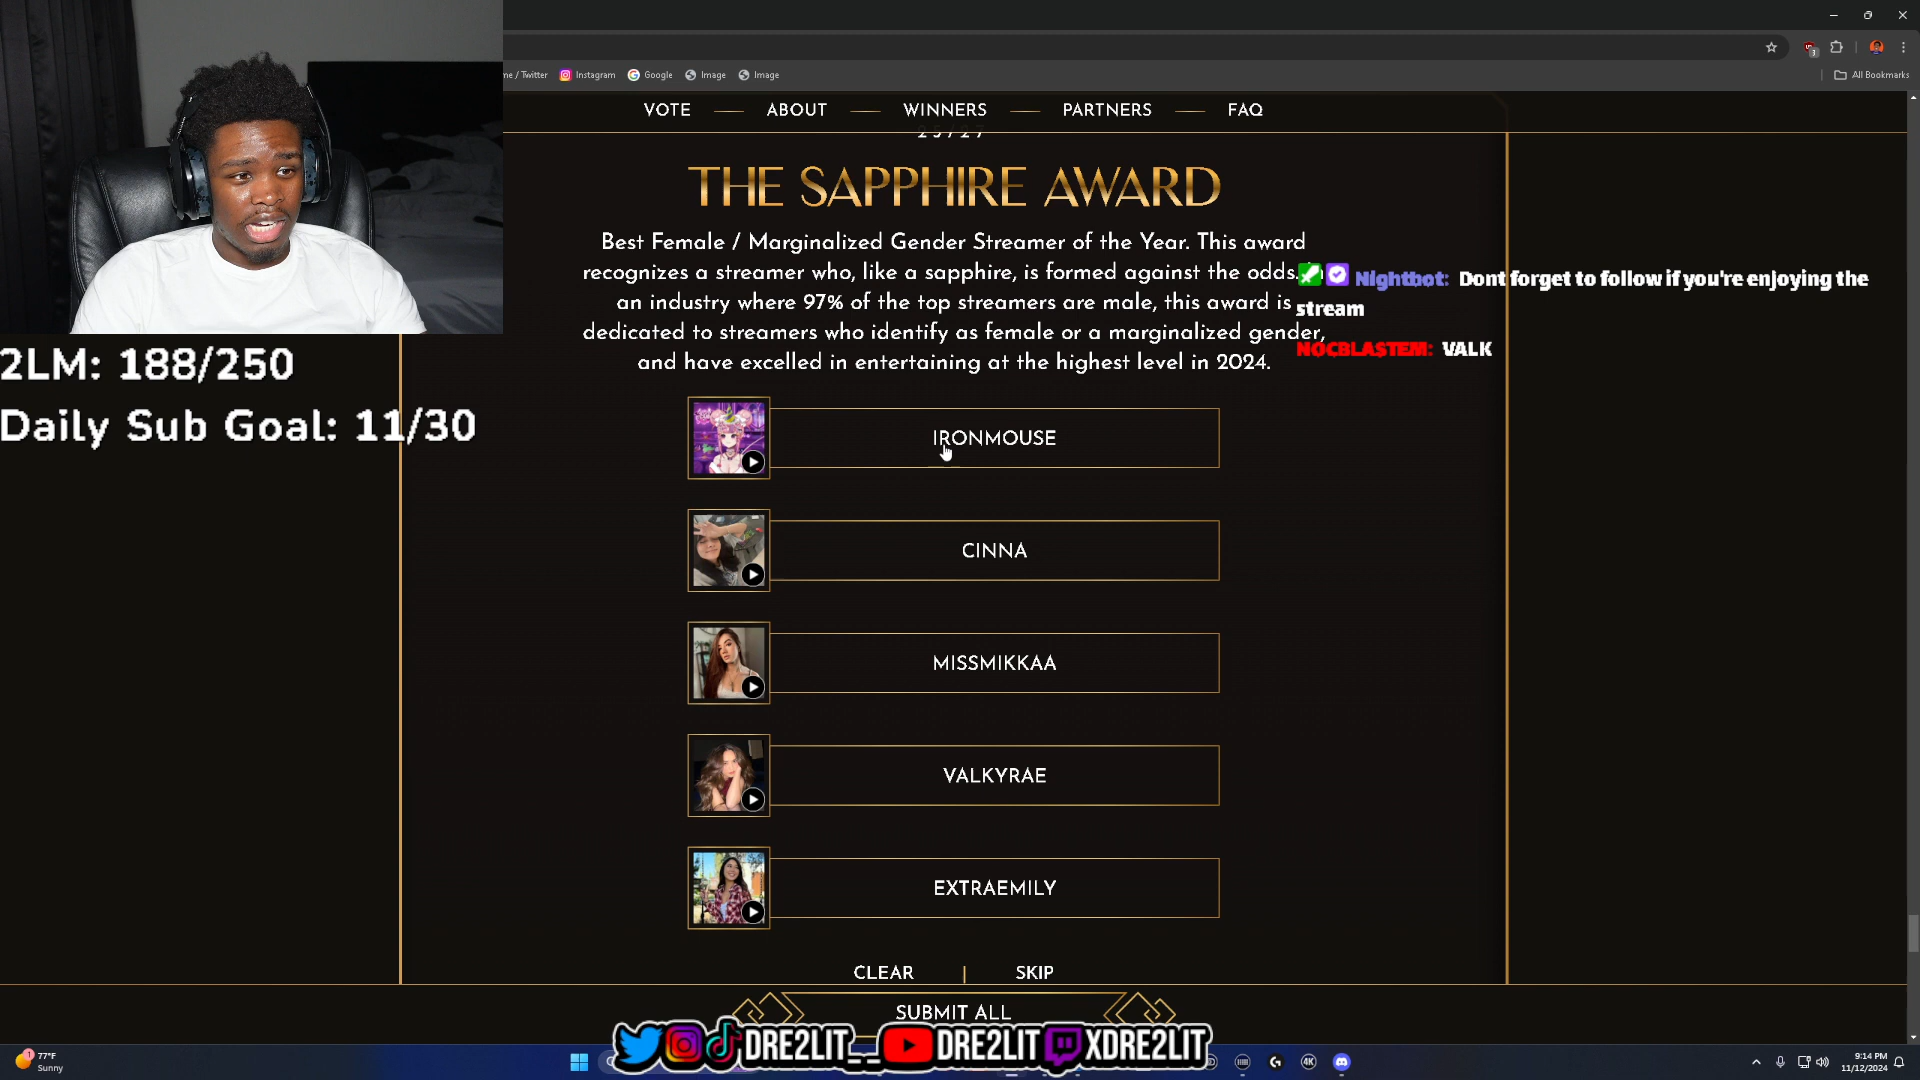 me / Twitter
Instagram
Google
Image
Image
All Bookmarks
VOTE
ABOUT
WINNERS
PARTNERS
FAQ
THE SAPPHIRE AWARD
Best Female / Marginalized Gender Streamer of the Year. This award
recognizes a streamer who, like a sapphire, is formed against the odds.
an industry where 97% of the top streamers are male, this award is
dedicated to streamers who identify as female or a marginalized gender,
and have excelled in entertaining at the highest level in 2024.
Nightbot: Dont forget to follow if you're enjoying the
stream
NOCBLASTEM: VALK
2LM: 188/250
Daily Sub Goal: 11/30
IRONMOUSE
CINNA
MISSMIKKAA
VALKYRAE
EXTRAEMILY
CLEAR | SKIP
SUBMIT ALL
DRE2LIT__
DRE2LIT
XDRE2LIT
77°F
Sunny
9:14 PM
11/12/2024